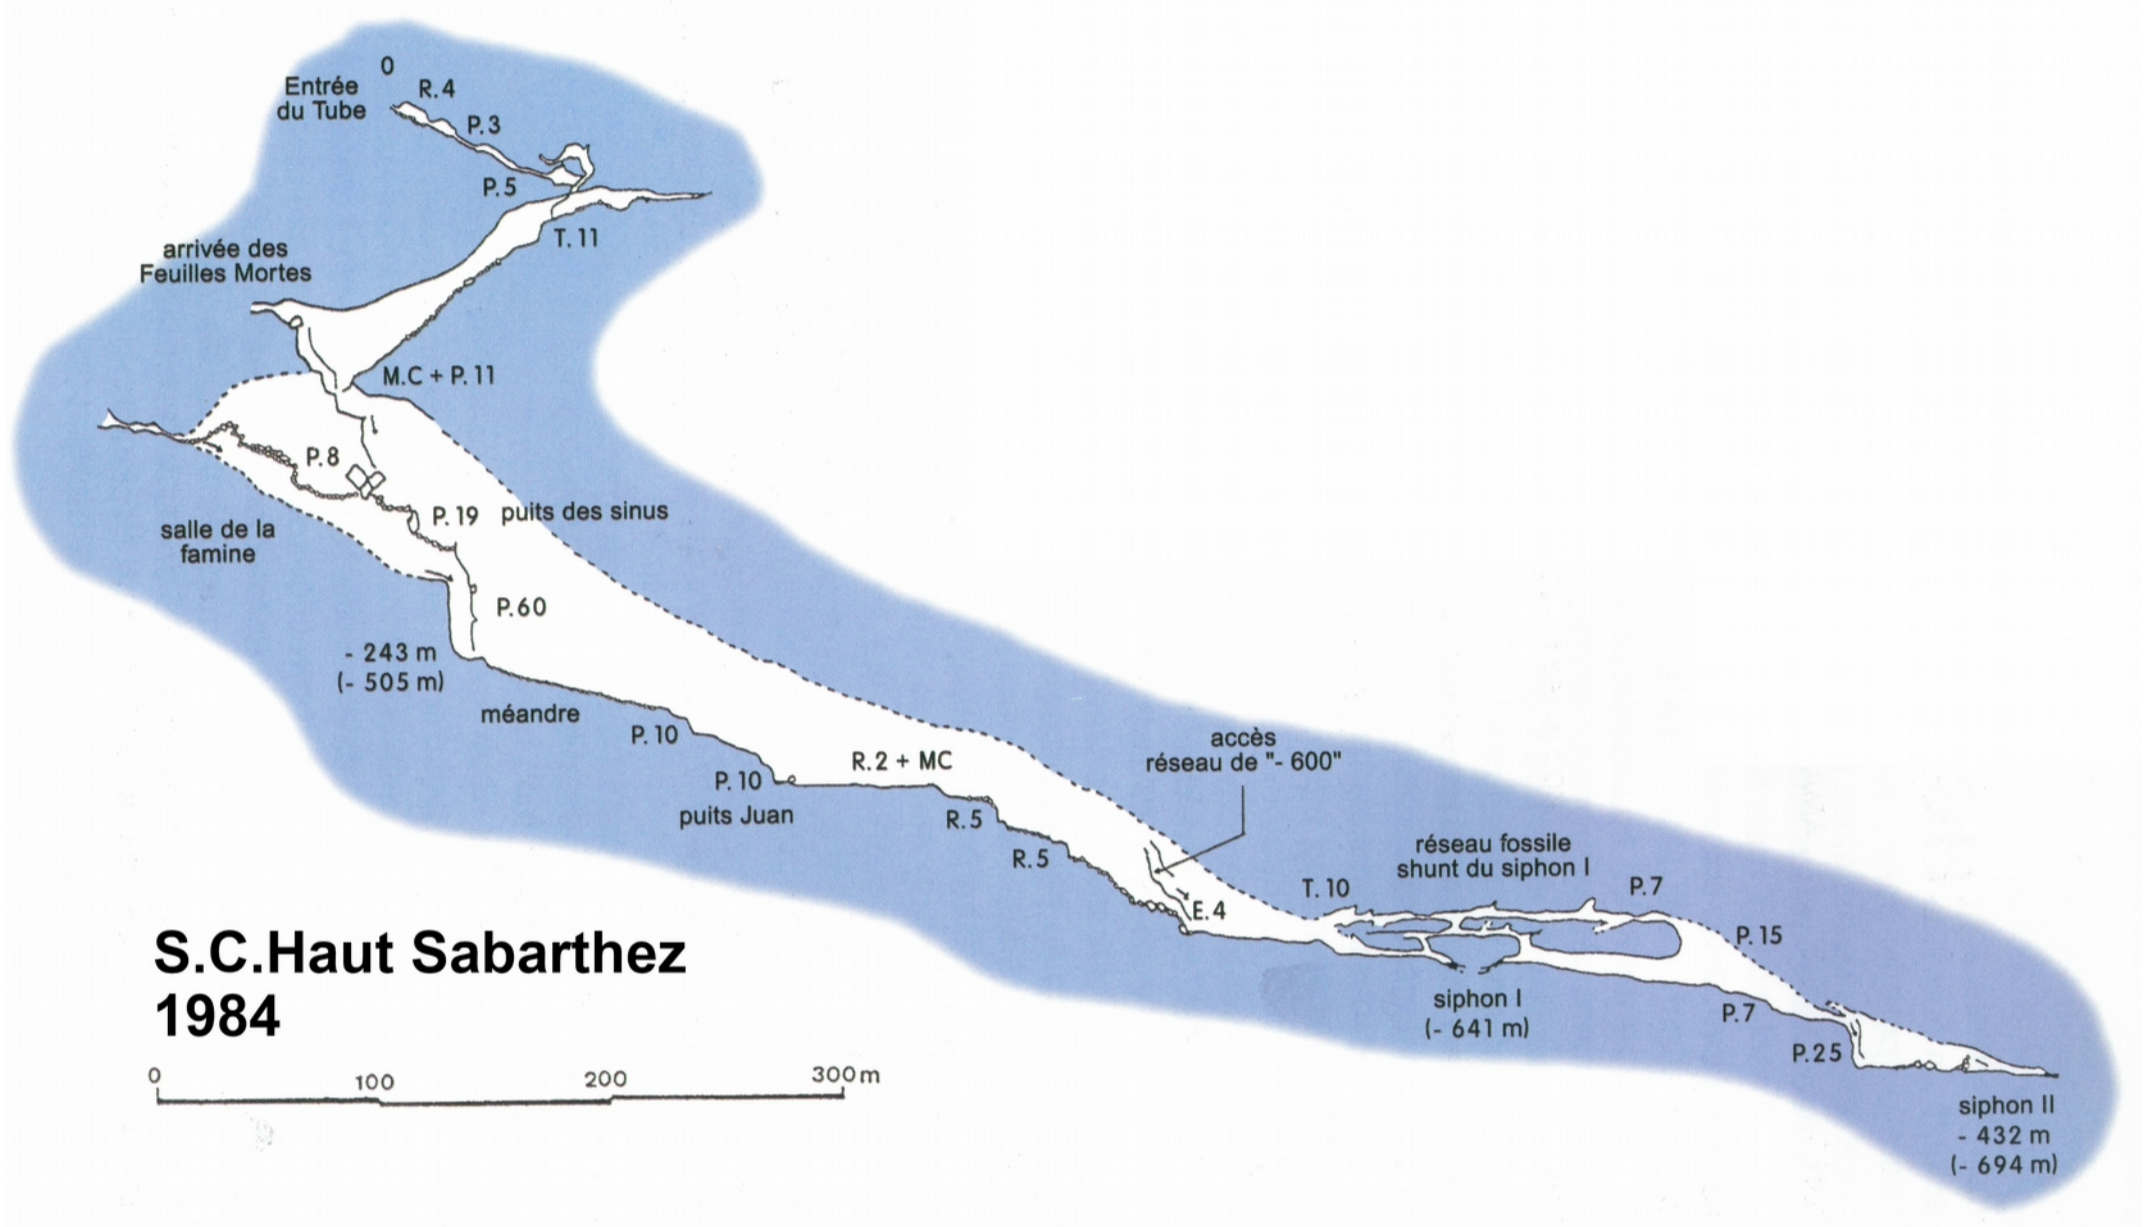 0
Entrée
du Tube
R.4
P.3
P.5
T.11
arrivée des
Feuilles Mortes
M.C + P.11
P.8
P.19 puits des sinus
salle de la
famine
P.60
- 243 m
(- 505 m)
méandre
P.10
P.10
puits Juan
R.2 + MC
R.5
R.5
accès
réseau de "- 600"
E.4
réseau fossile
shunt du siphon I
T.10
P.7
P.15
siphon I
(- 641 m)
P.7
P.25
siphon II
- 432 m
(- 694 m)
S.C.Haut Sabarthez
1984
0 100 200 300m